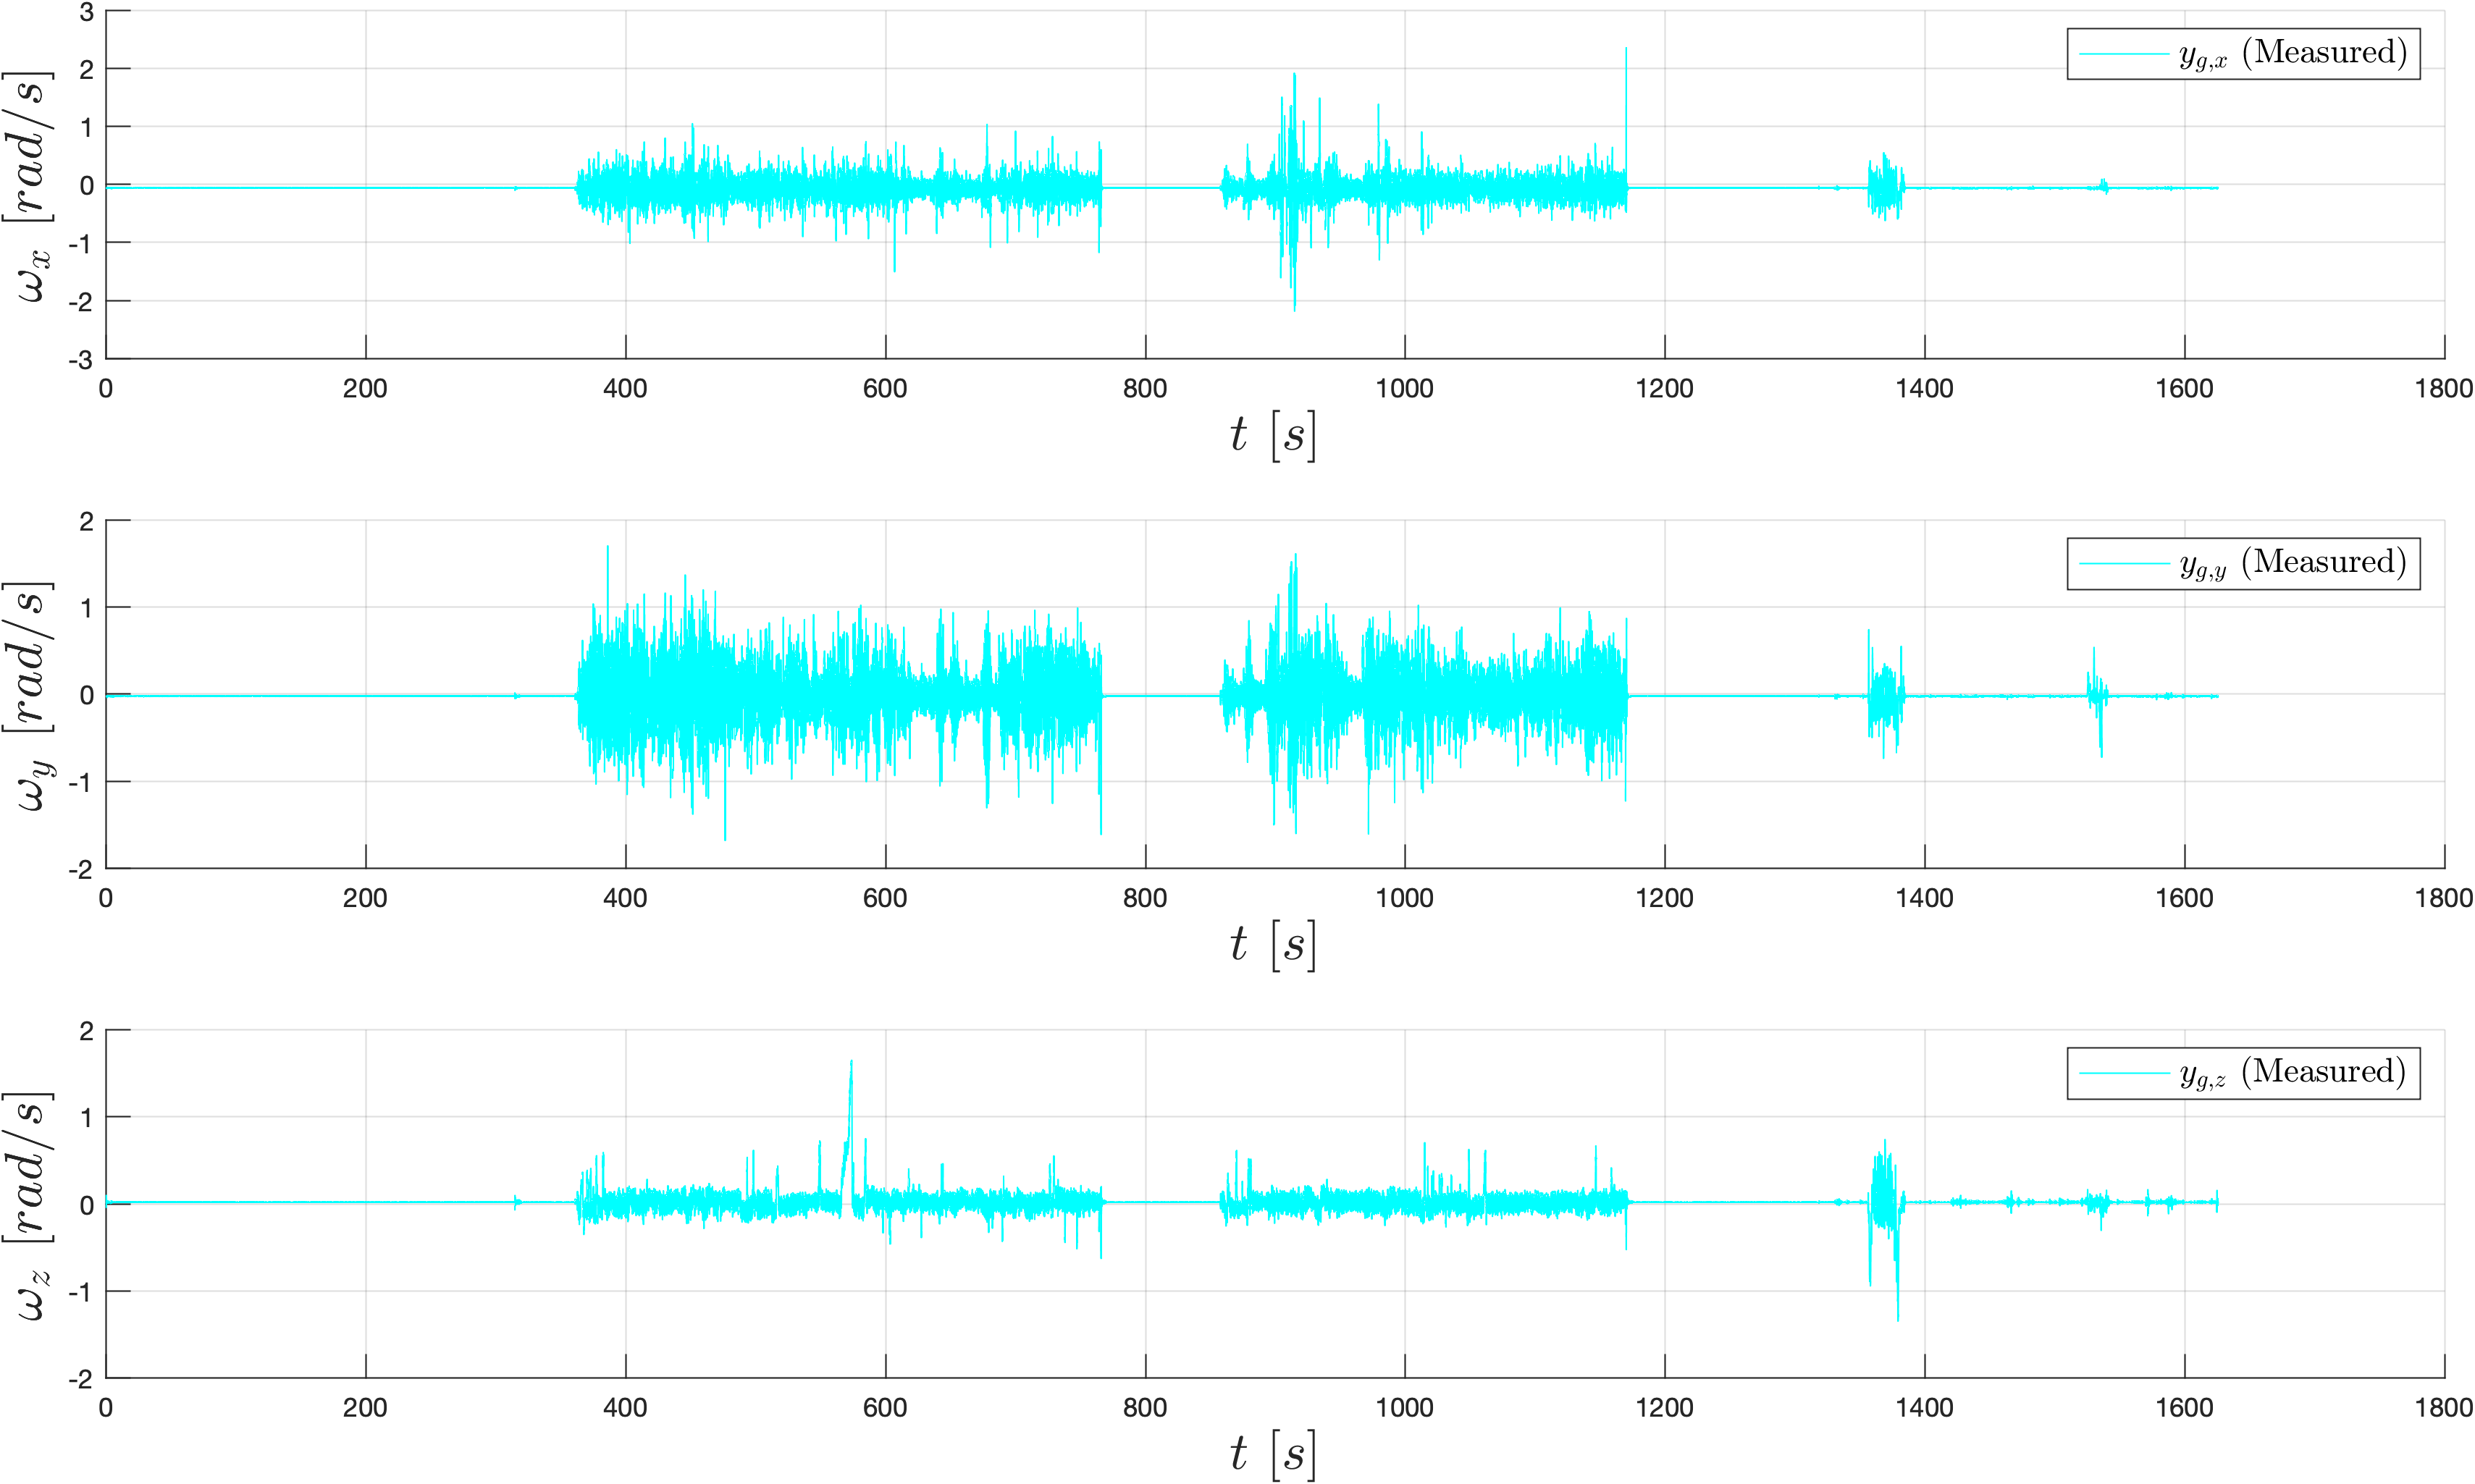 3
2
1
0
-1
-2
-3
ω_x [rad/s]
y_{g,x} (Measured)
0 200 400 600 800 1000 1200 1400 1600 1800
t [s]
2
1
0
-1
-2
ω_y [rad/s]
y_{g,y} (Measured)
0 200 400 600 800 1000 1200 1400 1600 1800
t [s]
2
1
0
-1
-2
ω_z [rad/s]
y_{g,z} (Measured)
0 200 400 600 800 1000 1200 1400 1600 1800
t [s]